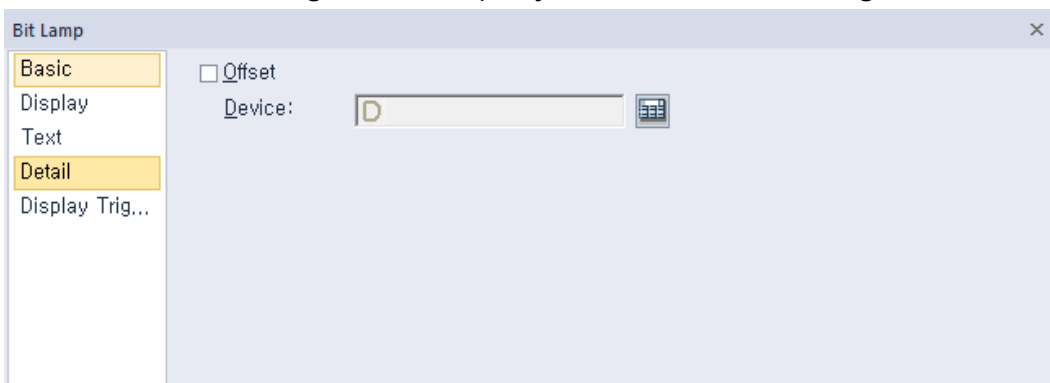 Bit Lamp
Basic
Display
Text
Detail
Display Trig...
Offset
Device:
D